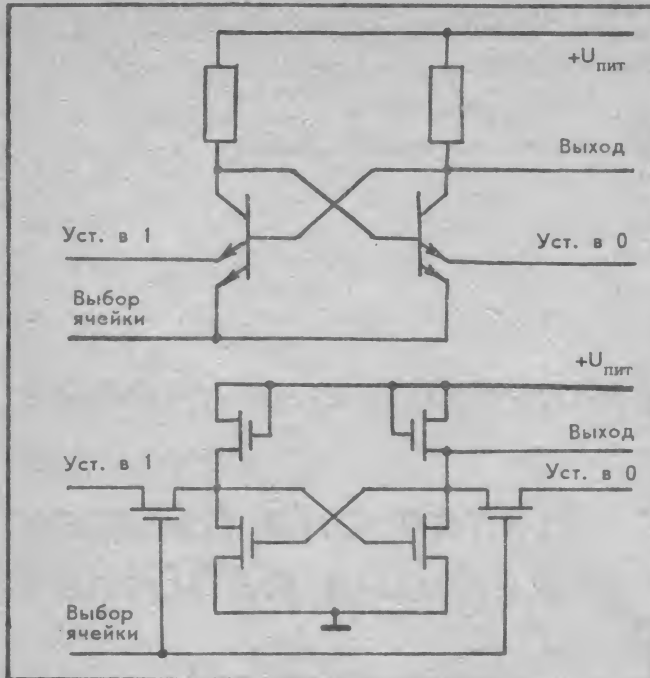 +Uпит
Выход
Уст. в 1
Уст. в 0
Выбор
ячейки
+Uпит
Выход
Уст. в 1
Уст. в 0
Выбор
ячейки